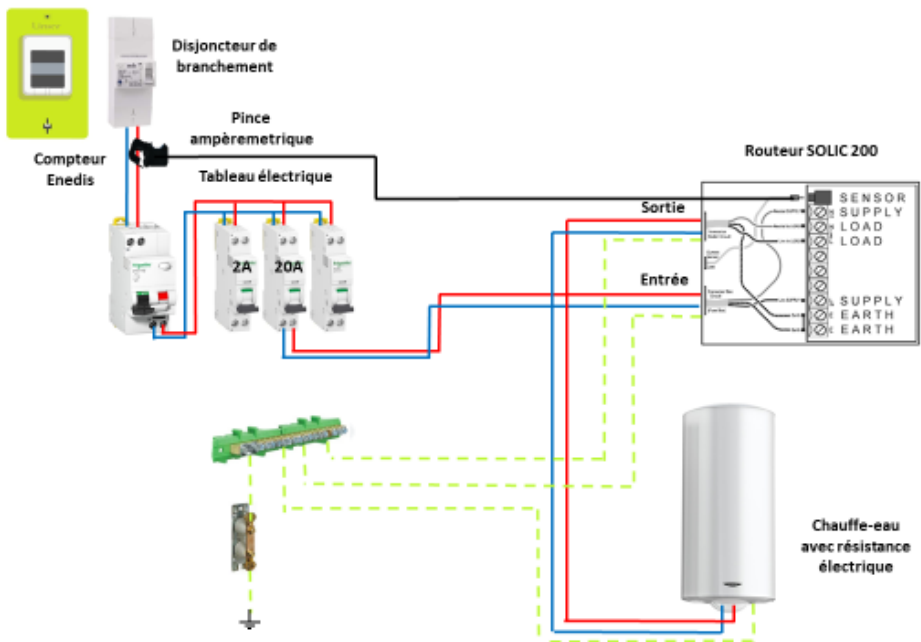 Linky
Disjoncteur de
branchement
Pince
ampèremetrique
Compteur
Enedis
Tableau électrique
Routeur SOLIC 200
Sortie
Entrée
2A
20A
SENSOR
SUPPLY
LOAD
LOAD
SUPPLY
EARTH
EARTH
Chauffe-eau
avec résistance
électrique